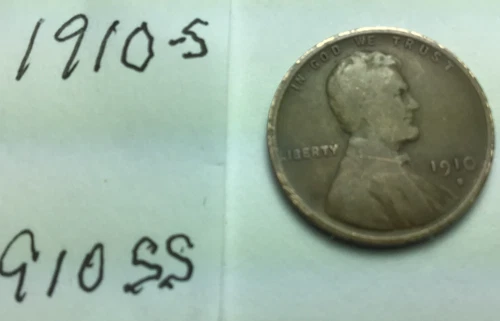 1910-S
IN GOD WE TRUST
LIBERTY
1910
S
910 SS